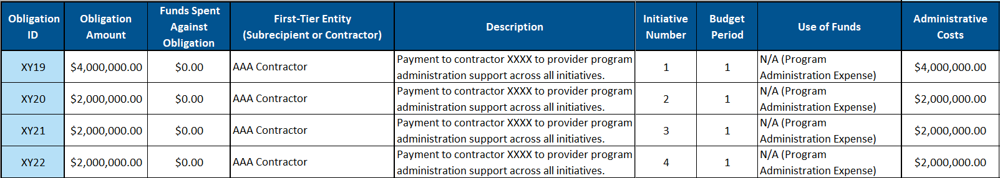 Obligation ID | Obligation Amount | Funds Spent Against Obligation | First-Tier Entity (Subrecipient or Contractor) | Description | Initiative Number | Budget Period | Use of Funds | Administrative Costs
XY19 | $4,000,000.00 | $0.00 | AAA Contractor | Payment to contractor XXXX to provider program administration support across all initiatives. | 1 | 1 | N/A (Program Administration Expense) | $4,000,000.00
XY20 | $2,000,000.00 | $0.00 | AAA Contractor | Payment to contractor XXXX to provider program administration support across all initiatives. | 2 | 1 | N/A (Program Administration Expense) | $2,000,000.00
XY21 | $2,000,000.00 | $0.00 | AAA Contractor | Payment to contractor XXXX to provider program administration support across all initiatives. | 3 | 1 | N/A (Program Administration Expense) | $2,000,000.00
XY22 | $2,000,000.00 | $0.00 | AAA Contractor | Payment to contractor XXXX to provider program administration support across all initiatives. | 4 | 1 | N/A (Program Administration Expense) | $2,000,000.00